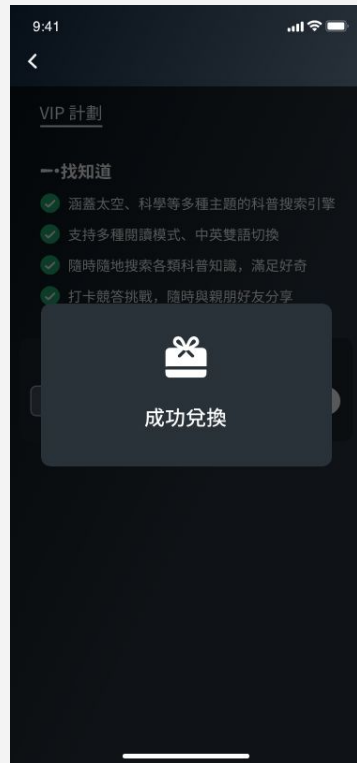 9:41
VIP 計劃
一·找知道
涵蓋太空、科學等多種主題的科普搜索引擎
支持多種閱讀模式、中英雙語切換
隨時隨地搜索各類科普知識，滿足好奇
打卡競答挑戰，隨時與親朋好友分享
成功兌換